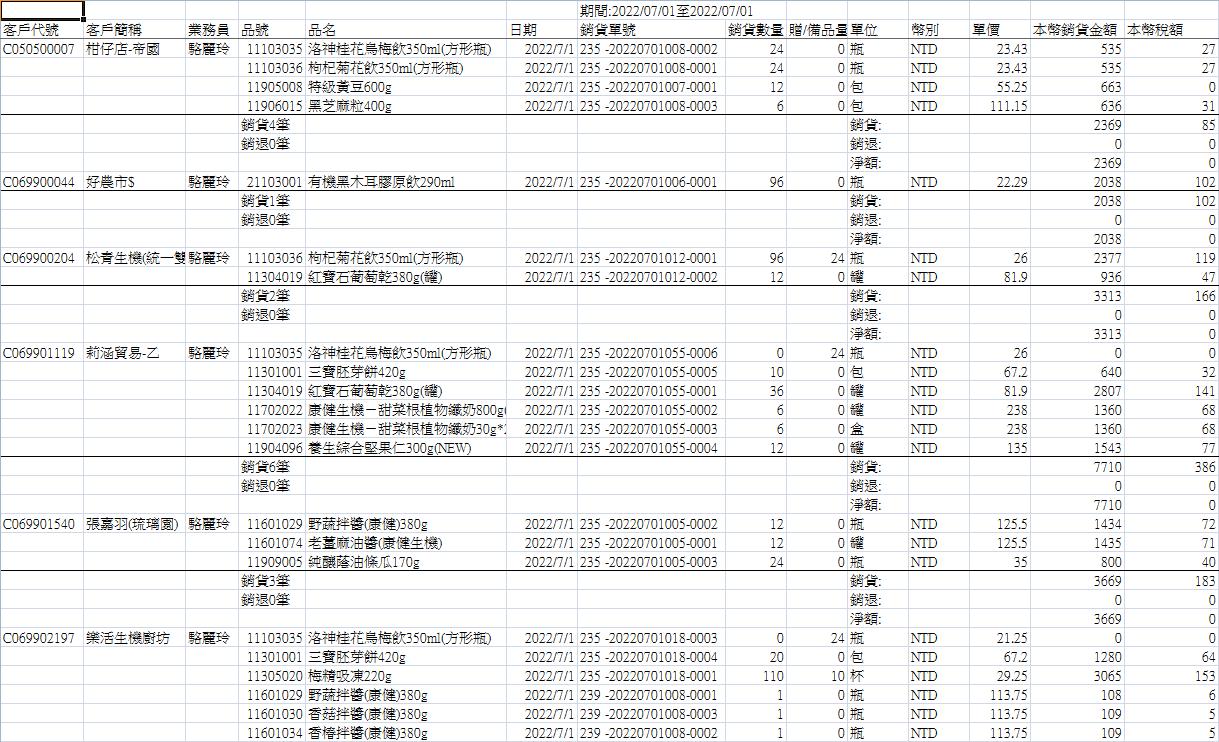 期間:2022/07/01至2022/07/01
客戶代號 客戶簡稱 業務員 品號 品名 日期 銷貨單號 銷貨數量 贈/備品量 單位 幣別 單價 本幣銷貨金額 本幣稅額
C050500007 柑仔店-帝國 駱麗玲 11103035 洛神桂花烏梅飲350ml(方形瓶) 2022/7/1 235 -20220701008-0002 24 0 瓶 NTD 23.43 535 27
11103036 枸杞菊花飲350ml(方形瓶) 2022/7/1 235 -20220701008-0001 24 0 瓶 NTD 23.43 535 27
11905008 特級黃豆600g 2022/7/1 235 -20220701007-0001 12 0 包 NTD 55.25 663 0
11906015 黑芝麻粒400g 2022/7/1 235 -20220701008-0003 6 0 包 NTD 111.15 636 31
銷貨4筆 銷貨: 2369 85
銷退0筆 銷退: 0 0
淨額: 2369 0
C069900044 好農市$ 駱麗玲 21103001 有機黑木耳膠原飲290ml 2022/7/1 235 -20220701006-0001 96 0 瓶 NTD 22.29 2038 102
銷貨1筆 銷貨: 2038 102
銷退0筆 銷退: 0 0
淨額: 2038 0
C069900204 松青生機(統一雙 駱麗玲 11103036 枸杞菊花飲350ml(方形瓶) 2022/7/1 235 -20220701012-0001 96 24 瓶 NTD 26 2377 119
11304019 紅寶石葡萄乾380g(罐) 2022/7/1 235 -20220701012-0002 12 0 罐 NTD 81.9 936 47
銷貨2筆 銷貨: 3313 166
銷退0筆 銷退: 0 0
淨額: 3313 0
C069901119 莉涵貿易-乙 駱麗玲 11103035 洛神桂花烏梅飲350ml(方形瓶) 2022/7/1 235 -20220701055-0006 0 24 瓶 NTD 26 0 0
11301001 三寶胚芽餅420g 2022/7/1 235 -20220701055-0005 10 0 包 NTD 67.2 640 32
11304019 紅寶石葡萄乾380g(罐) 2022/7/1 235 -20220701055-0001 36 0 罐 NTD 81.9 2807 141
11702022 康健生機－甜菜根植物纖奶800g( 2022/7/1 235 -20220701055-0002 6 0 罐 NTD 238 1360 68
11702023 康健生機－甜菜根植物纖奶30g* 2022/7/1 235 -20220701055-0003 6 0 盒 NTD 238 1360 68
11904096 養生綜合堅果仁300g(NEW) 2022/7/1 235 -20220701055-0004 12 0 罐 NTD 135 1543 77
銷貨6筆 銷貨: 7710 386
銷退0筆 銷退: 0 0
淨額: 7710 0
C069901540 張嘉羽(琉璃園) 駱麗玲 11601029 野蔬拌醬(康健)380g 2022/7/1 235 -20220701005-0002 12 0 瓶 NTD 125.5 1434 72
11601074 老薑麻油醬(康健生機) 2022/7/1 235 -20220701005-0001 12 0 罐 NTD 125.5 1435 71
11909005 純釀蔭油條瓜170g 2022/7/1 235 -20220701005-0003 24 0 瓶 NTD 35 800 40
銷貨3筆 銷貨: 3669 183
銷退0筆 銷退: 0 0
淨額: 3669 0
C069902197 樂活生機廚坊 駱麗玲 11103035 洛神桂花烏梅飲350ml(方形瓶) 2022/7/1 235 -20220701018-0003 0 24 瓶 NTD 21.25 0 0
11301001 三寶胚芽餅420g 2022/7/1 235 -20220701018-0004 20 0 包 NTD 67.2 1280 64
11305020 梅精吸凍220g 2022/7/1 235 -20220701018-0001 110 10 杯 NTD 29.25 3065 153
11601029 野蔬拌醬(康健)380g 2022/7/1 239 -20220701008-0001 1 0 瓶 NTD 113.75 108 6
11601030 香菇拌醬(康健)380g 2022/7/1 239 -20220701008-0003 1 0 瓶 NTD 113.75 109 5
11601034 香椿拌醬(康健)380g 2022/7/1 239 -20220701008-0002 1 0 瓶 NTD 113.75 109 5